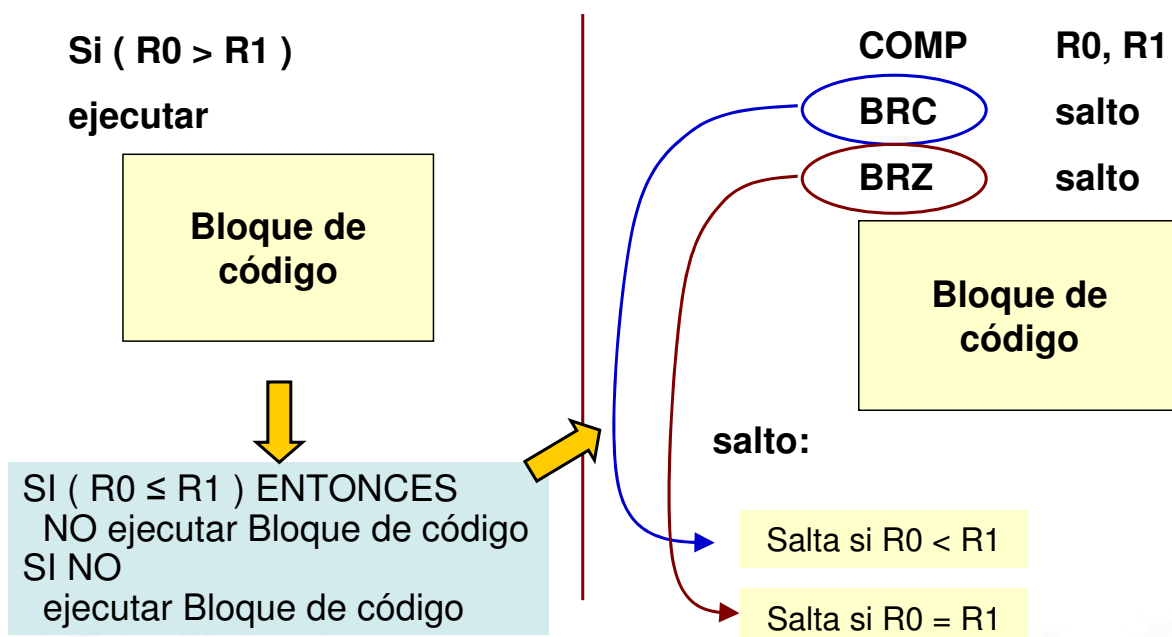 Si ( R0 > R1 )
ejecutar
Bloque de
código
SI ( R0 ≤ R1 ) ENTONCES
NO ejecutar Bloque de código
SI NO
ejecutar Bloque de código
COMP R0, R1
BRC salto
BRZ salto
Bloque de
código
salto:
Salta si R0 < R1
Salta si R0 = R1